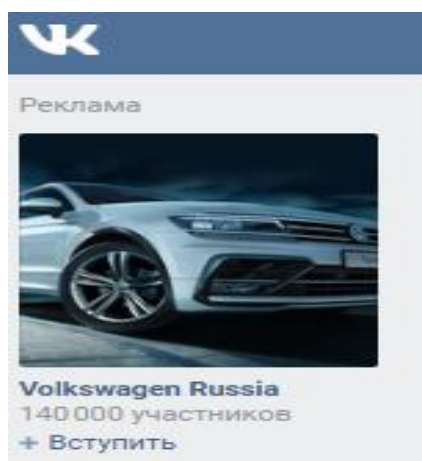 VK
Реклама
Volkswagen Russia
140 000 участников
+ Вступить